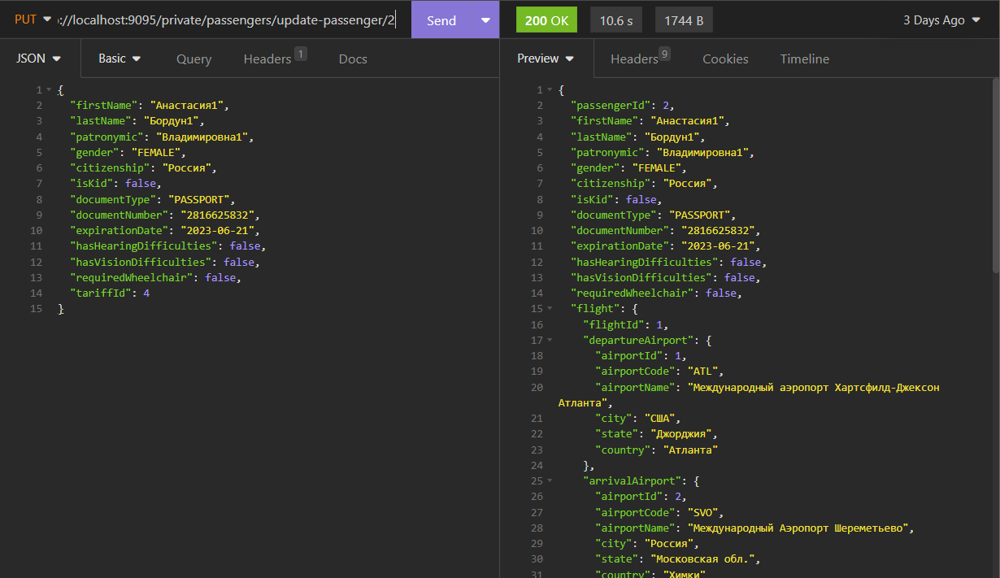 PUT ://localhost:9095/private/passengers/update-passenger/2 Send 200 OK 10.6 s 1744 B 3 Days Ago
JSON Basic Query Headers 1 Docs Preview Headers 9 Cookies Timeline
1 {
2 "firstName": "Анастасия1",
3 "lastName": "Бордун1",
4 "patronymic": "Владимировна1",
5 "gender": "FEMALE",
6 "citizenship": "Россия",
7 "isKid": false,
8 "documentType": "PASSPORT",
9 "documentNumber": "2816625832",
10 "expirationDate": "2023-06-21",
11 "hasHearingDifficulties": false,
12 "hasVisionDifficulties": false,
13 "requiredWheelchair": false,
14 "tariffId": 4
15 }
1 {
2 "passengerId": 2,
3 "firstName": "Анастасия1",
4 "lastName": "Бордун1",
5 "patronymic": "Владимировна1",
6 "gender": "FEMALE",
7 "citizenship": "Россия",
8 "isKid": false,
9 "documentType": "PASSPORT",
10 "documentNumber": "2816625832",
11 "expirationDate": "2023-06-21",
12 "hasHearingDifficulties": false,
13 "hasVisionDifficulties": false,
14 "requiredWheelchair": false,
15 "flight": {
16 "flightId": 1,
17 "departureAirport": {
18 "airportId": 1,
19 "airportCode": "ATL",
20 "airportName": "Международный аэропорт Хартсфилд-Джексон
Атланта",
21 "city": "США",
22 "state": "Джорджия",
23 "country": "Атланта"
24 },
25 "arrivalAirport": {
26 "airportId": 2,
27 "airportCode": "SVO",
28 "airportName": "Международный Аэропорт Шереметьево",
29 "city": "Россия",
30 "state": "Московская обл.",
31 "country": "Химки"